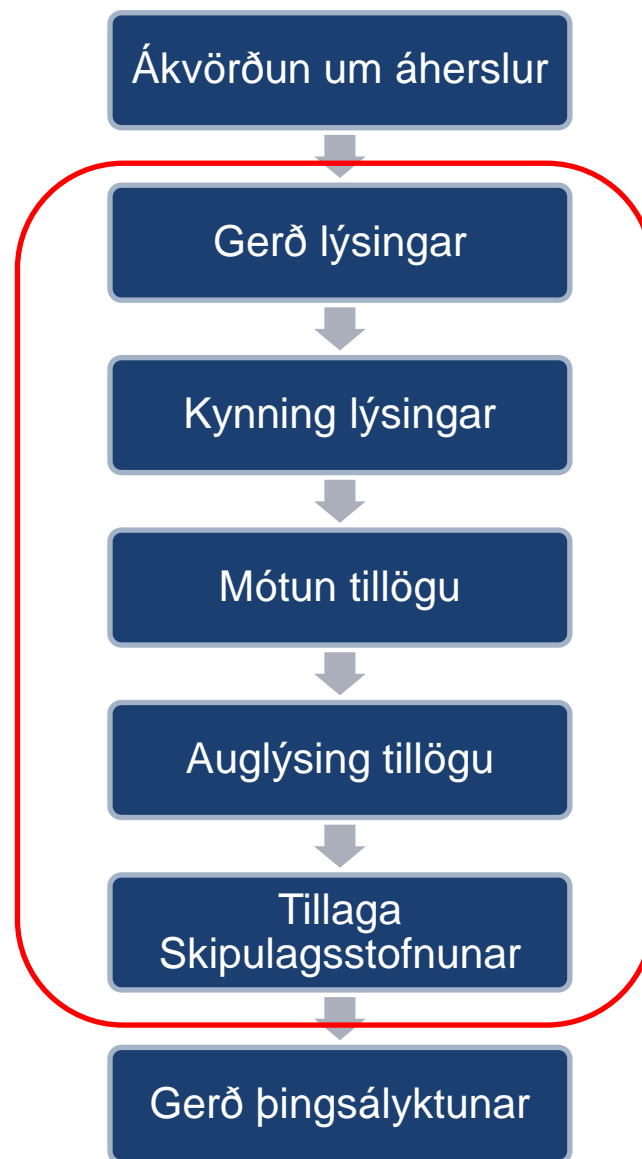 Ákvörðun um áherslur
Gerð lýsingar
Kynning lýsingar
Mótun tillögu
Auglýsing tillögu
Tillaga
Skipulagsstofnunar
Gerð þingsályktunar